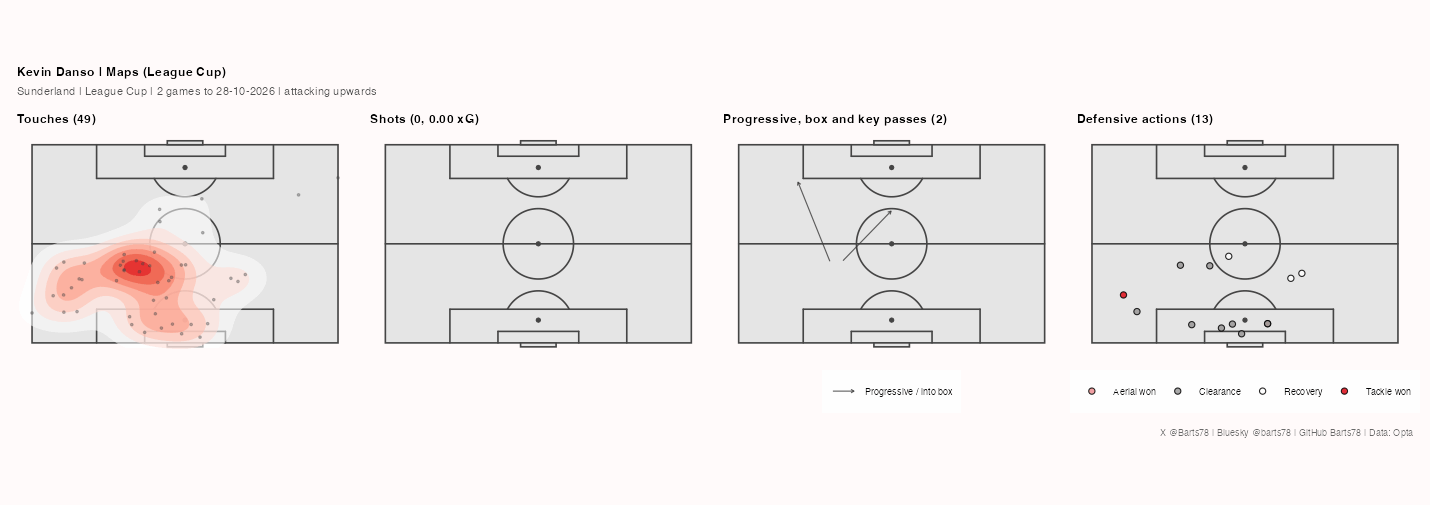 Kevin Danso | Maps (League Cup)
Sunderland | League Cup | 2 games to 28-10-2026 | attacking upwards
Touches (49)
Shots (0, 0.00 xG)
Progressive, box and key passes (2)
Defensive actions (13)
Progressive / into box
Aerial won
Clearance
Recovery
Tackle won
X @Barts78 | Bluesky @barts78 | GitHub Barts78 | Data: Opta